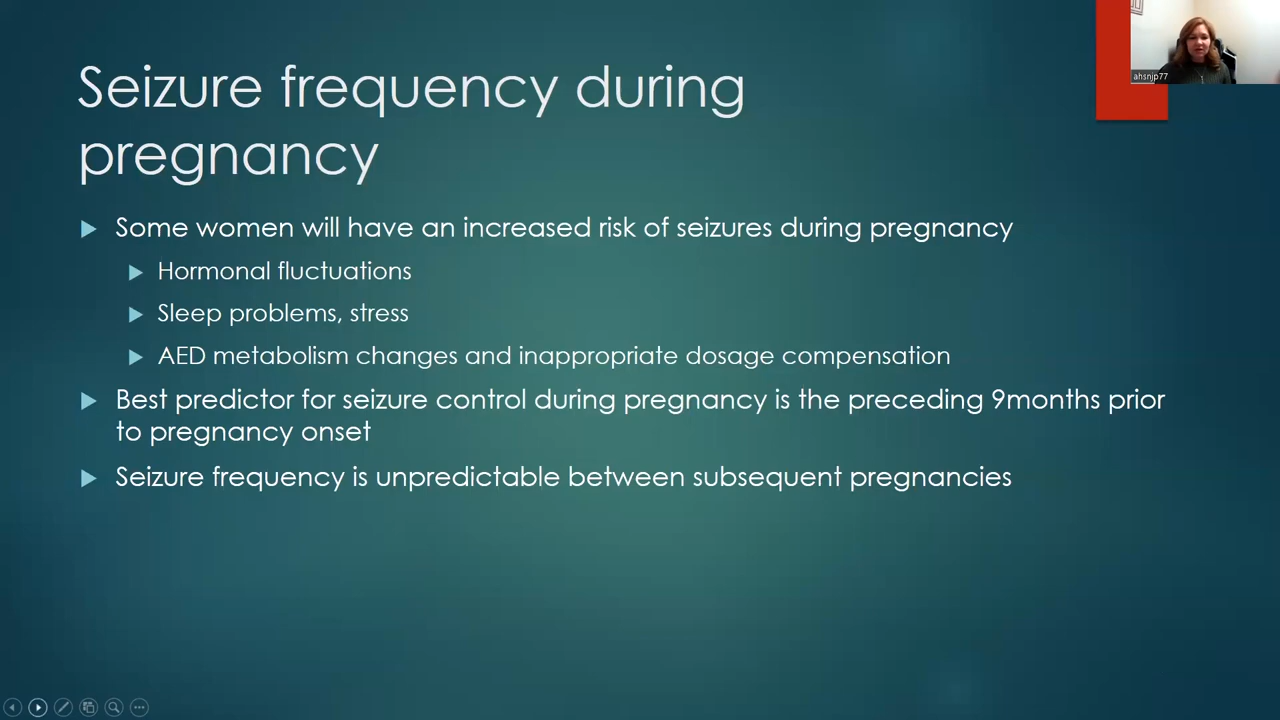 ahsnjp77
Seizure frequency during
pregnancy
Some women will have an increased risk of seizures during pregnancy
Hormonal fluctuations
Sleep problems, stress
AED metabolism changes and inappropriate dosage compensation
Best predictor for seizure control during pregnancy is the preceding 9months prior
to pregnancy onset
Seizure frequency is unpredictable between subsequent pregnancies